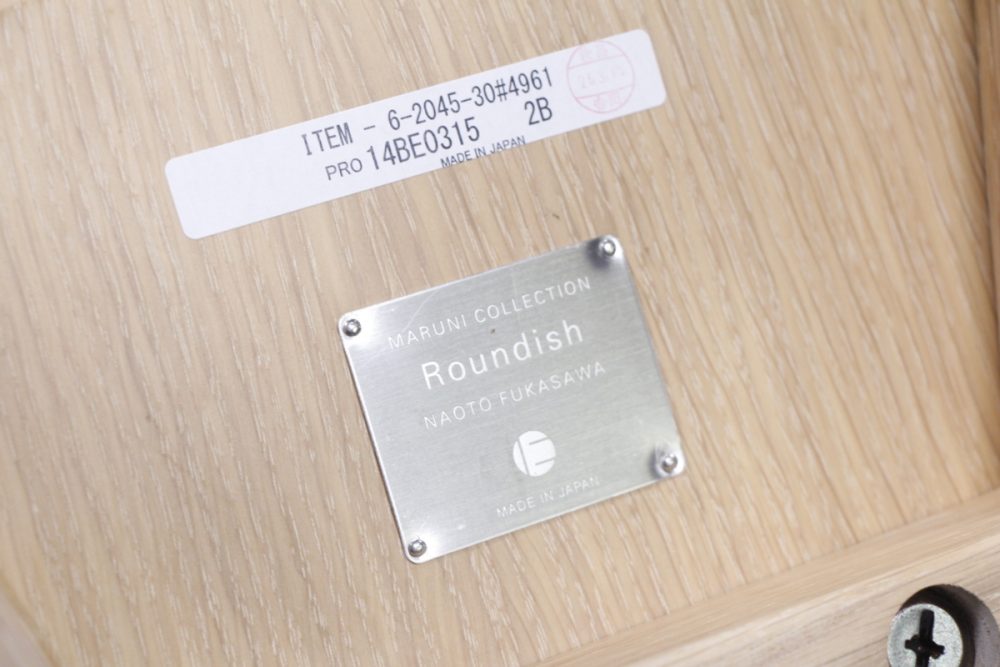 ITEM - 6-2045-30#4961
PRO 14BE0315 2B
MADE IN JAPAN
MARUNI COLLECTION
Roundish
NAOTO FUKASAWA
MADE IN JAPAN